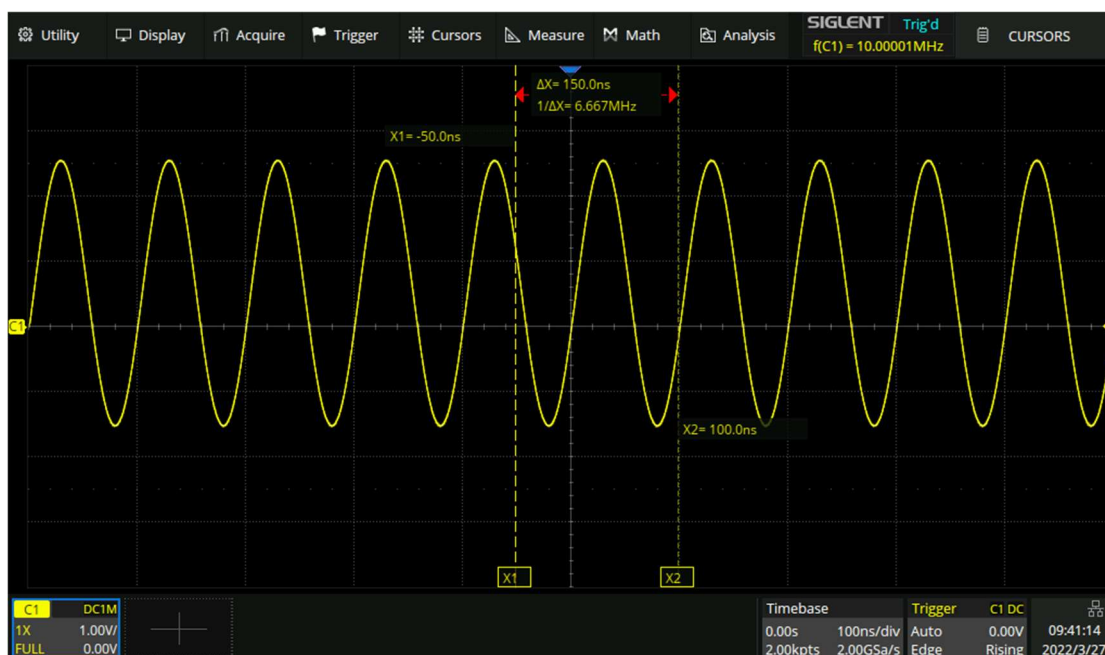 Utility Display Acquire Trigger Cursors Measure Math Analysis SIGLENT Trig'd CURSORS
f(C1) = 10.00001MHz
ΔX= 150.0ns
1/ΔX= 6.667MHz
X1= -50.0ns
C1
X2= 100.0ns
X1 X2
C1 DC1M
1X 1.00V/
FULL 0.00V
Timebase
0.00s 100ns/div
2.00kpts 2.00GSa/s
Trigger C1 DC
Auto 0.00V
Edge Rising
09:41:14
2022/3/27